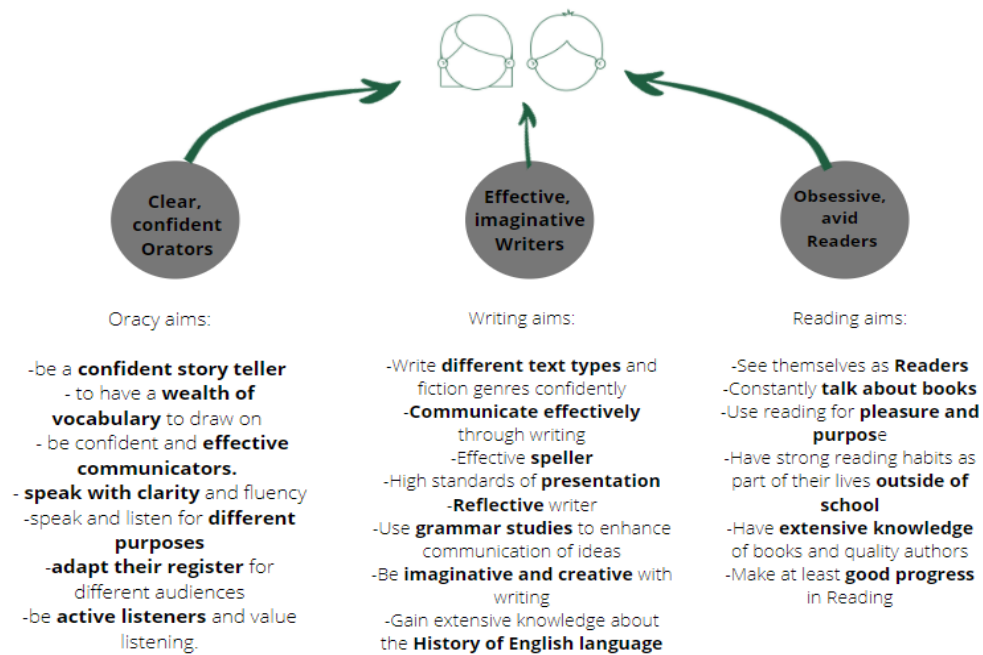 Clear,
confident
Orators
Effective,
imaginative
Writers
Obsessive,
avid
Readers
Oracy aims:
-be a confident story teller
- to have a wealth of
vocabulary to draw on
- be confident and effective
communicators.
- speak with clarity and fluency
-speak and listen for different
purposes
-adapt their register for
different audiences
-be active listeners and value
listening.
Writing aims:
-Write different text types and
fiction genres confidently
-Communicate effectively
through writing
-Effective speller
-High standards of presentation
-Reflective writer
-Use grammar studies to enhance
communication of ideas
-Be imaginative and creative with
writing
-Gain extensive knowledge about
the History of English language
Reading aims:
-See themselves as Readers
-Constantly talk about books
-Use reading for pleasure and
purpose
-Have strong reading habits as
part of their lives outside of
school
-Have extensive knowledge
of books and quality authors
-Make at least good progress
in Reading